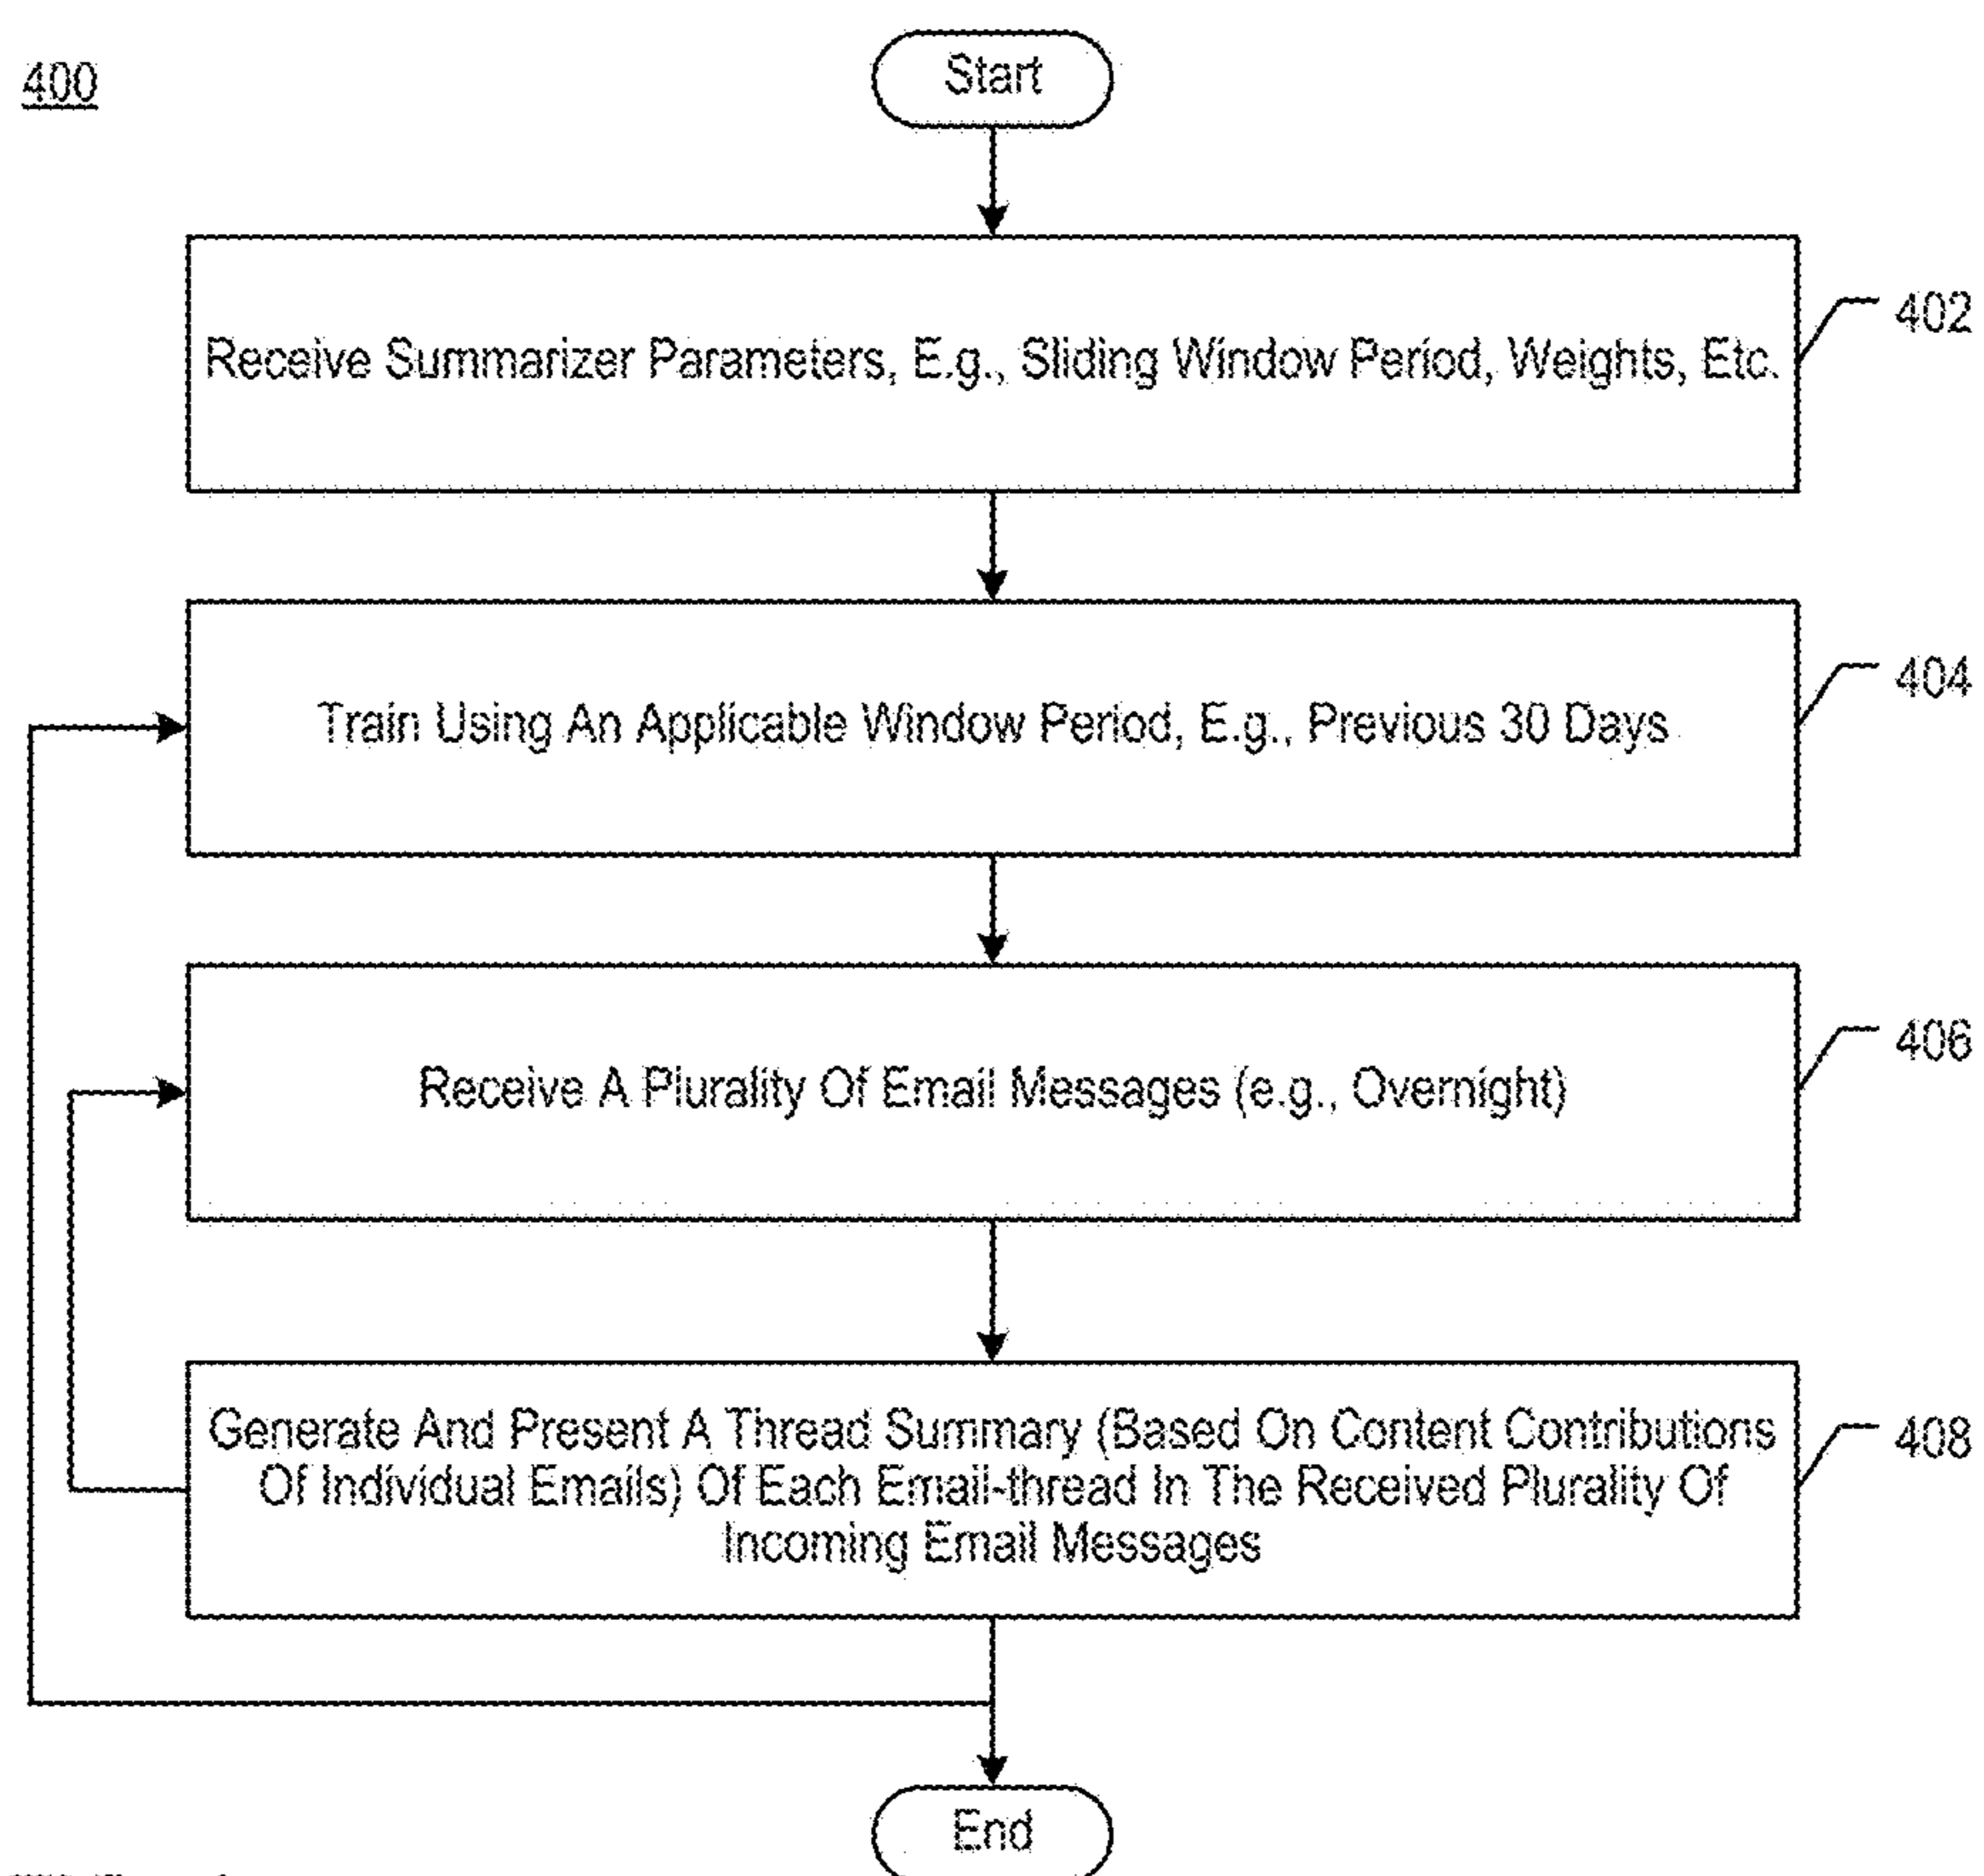 400
Start
Receive Summarizer Parameters, E.g., Sliding Window Period, Weights, Etc.
402
Train Using An Applicable Window Period, E.g., Previous 30 Days
404
Receive A Plurality Of Email Messages (e.g., Overnight)
406
Generate And Present A Thread Summary (Based On Content Contributions
Of Individual Emails) Of Each Email-thread In The Received Plurality Of
Incoming Email Messages
408
End